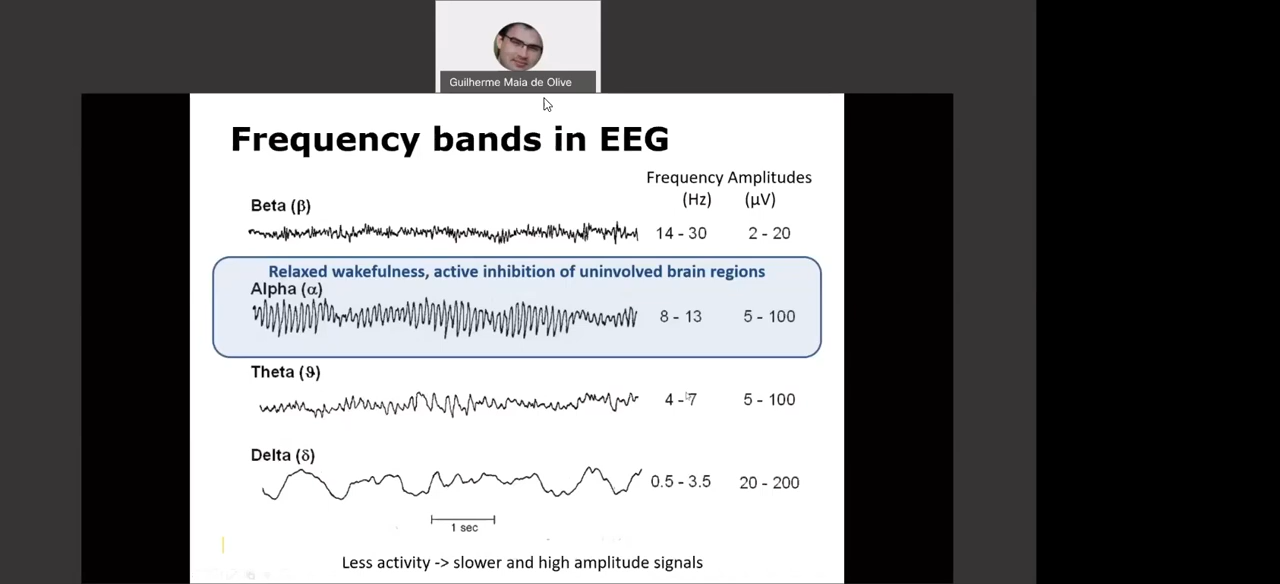 Guilherme Maia de Olive
Frequency bands in EEG
Frequency Amplitudes
(Hz) (µV)
Beta (β)
14 - 30 2 - 20
Relaxed wakefulness, active inhibition of uninvolved brain regions
Alpha (α)
8 - 13 5 - 100
Theta (ϑ)
4 - 7 5 - 100
Delta (δ)
0.5 - 3.5 20 - 200
1 sec
Less activity -> slower and high amplitude signals